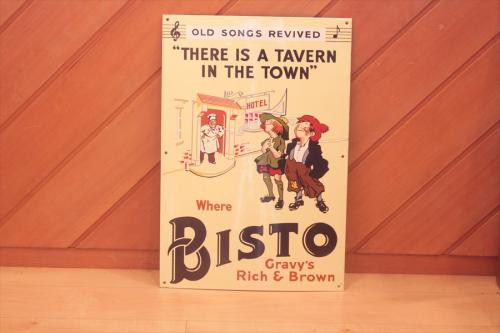 OLD SONGS REVIVED
"THERE IS A TAVERN
IN THE TOWN"
HOTEL
Where
BISTO
Gravy's
Rich & Brown